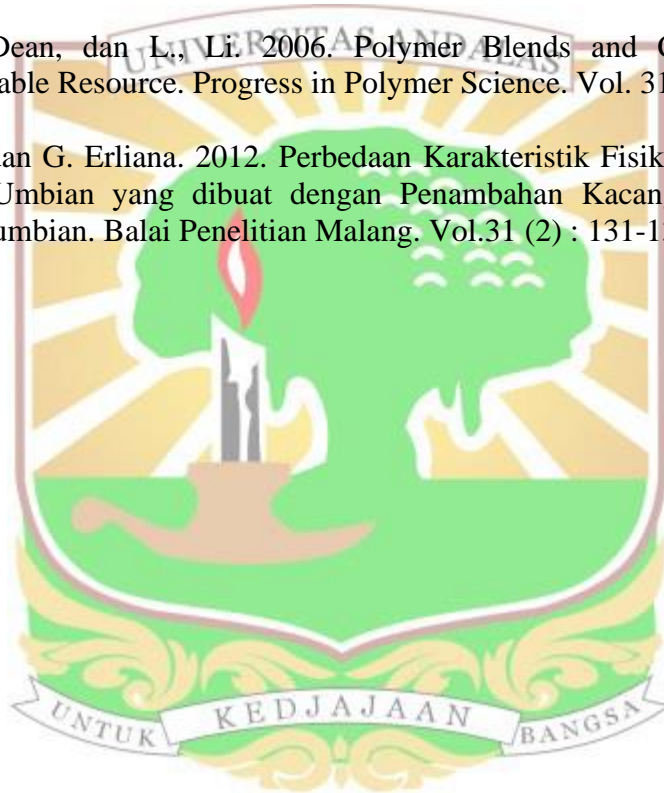 Dean, dan L., Li. 2006. Polymer Blends and
able Resource. Progress in Polymer Science. Vol. 31
UNIVERSITAS ANDALAS
an G. Erliana. 2012. Perbedaan Karakteristik Fisik
Umbian yang dibuat dengan Penambahan Kacan
umbian. Balai Penelitian Malang. Vol.31 (2) : 131-1
UNTUK KEDJAJAAN BANGSA